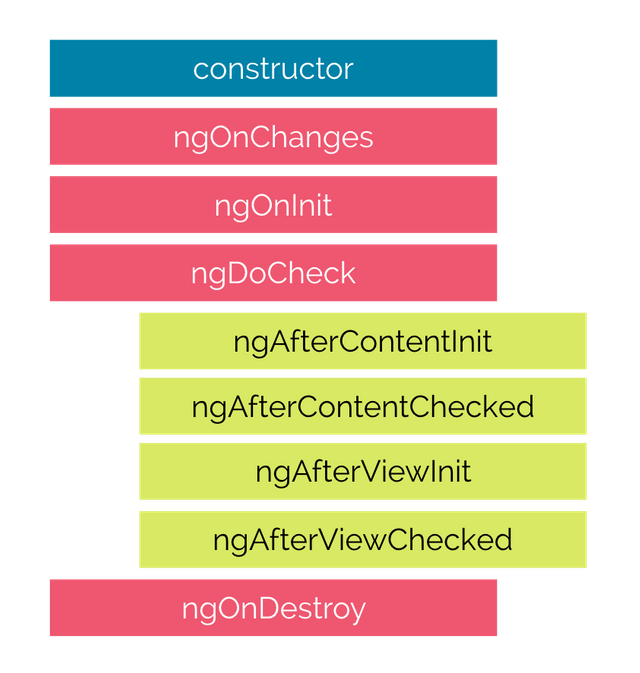 constructor
ngOnChanges
ngOnInit
ngDoCheck
ngAfterContentInit
ngAfterContentChecked
ngAfterViewInit
ngAfterViewChecked
ngOnDestroy